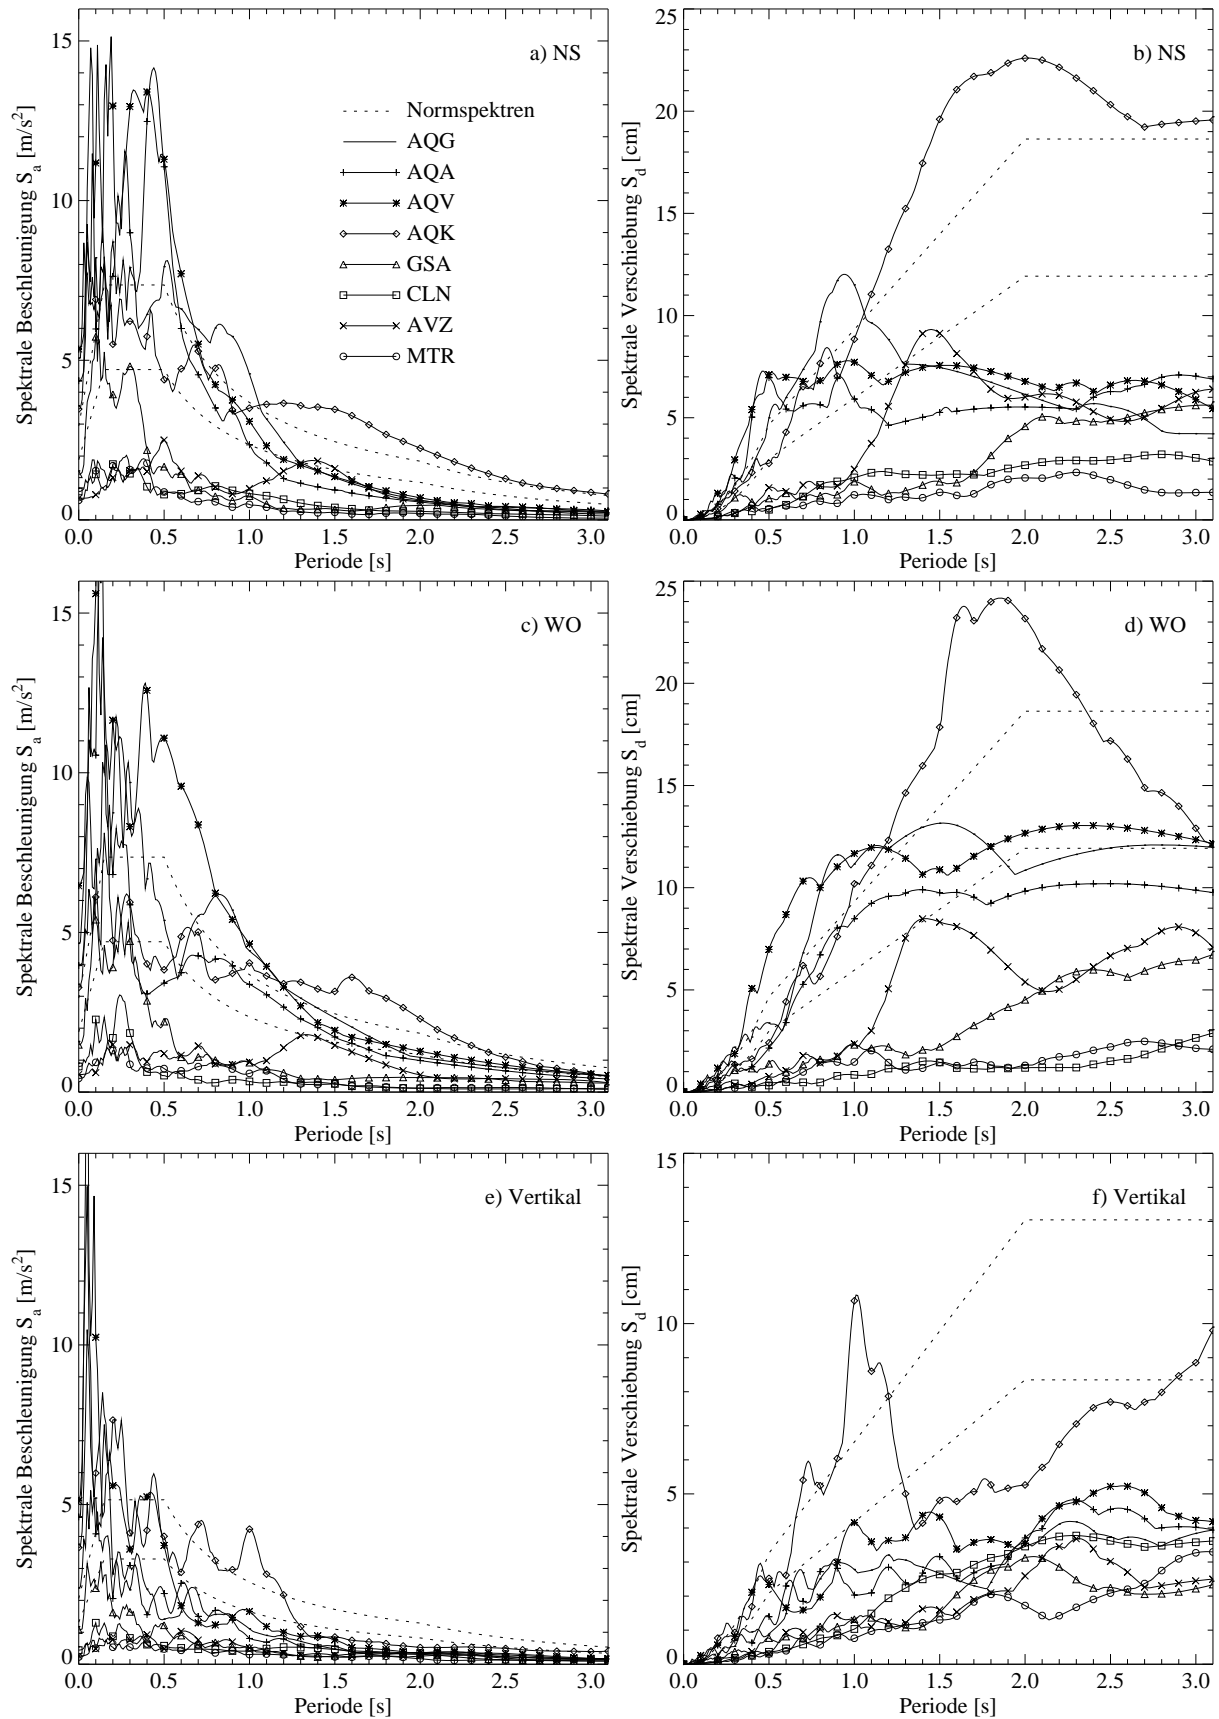 a) NS
Spektrale Beschleunigung S_a [m/s²]
15
10
5
0
0.0 0.5 1.0 1.5 2.0 2.5 3.0
Periode [s]
Normspektren
AQG
AQA
AQV
AQK
GSA
CLN
AVZ
MTR
b) NS
Spektrale Verschiebung S_d [cm]
25
20
15
10
5
0
0.0 0.5 1.0 1.5 2.0 2.5 3.0
Periode [s]
c) WO
Spektrale Beschleunigung S_a [m/s²]
15
10
5
0
0.0 0.5 1.0 1.5 2.0 2.5 3.0
Periode [s]
d) WO
Spektrale Verschiebung S_d [cm]
25
20
15
10
5
0
0.0 0.5 1.0 1.5 2.0 2.5 3.0
Periode [s]
e) Vertikal
Spektrale Beschleunigung S_a [m/s²]
15
10
5
0
0.0 0.5 1.0 1.5 2.0 2.5 3.0
Periode [s]
f) Vertikal
Spektrale Verschiebung S_d [cm]
15
10
5
0
0.0 0.5 1.0 1.5 2.0 2.5 3.0
Periode [s]